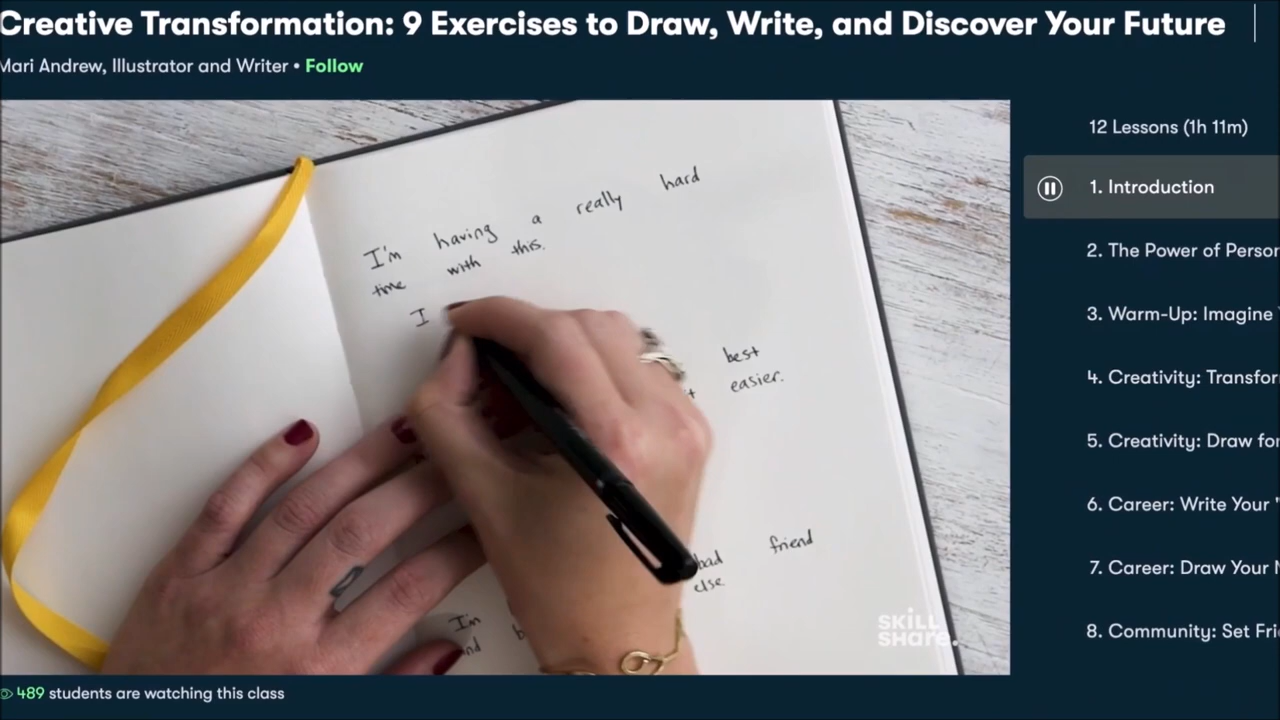 Creative Transformation: 9 Exercises to Draw, Write, and Discover Your Future
Mari Andrew, Illustrator and Writer • Follow
I'm having a really hard
time with this.
I
best
easier.
bad friend
else
I'm
SKILL
SHARE.
489 students are watching this class
12 Lessons (1h 11m)
1. Introduction
2. The Power of Person
3. Warm-Up: Imagine
4. Creativity: Transfor
5. Creativity: Draw for
6. Career: Write Your "
7. Career: Draw Your
8. Community: Set Fri